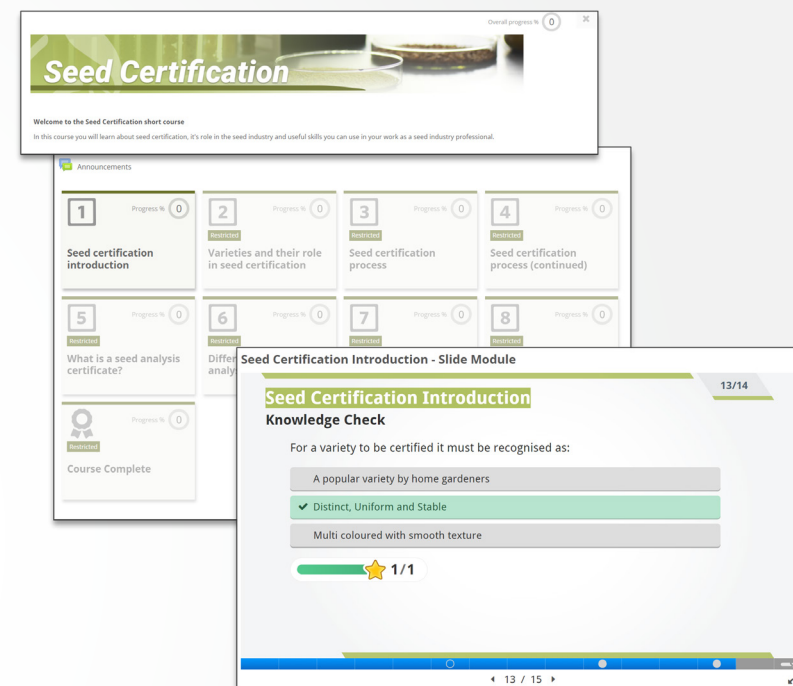 Overall progress % 0
Seed Certification
Welcome to the Seed Certification short course
In this course you will learn about seed certification, it's role in the seed industry and useful skills you can use in your work as a seed industry professional.
Announcements
1 Progress % 0
Seed certification
introduction
2 Progress % 0
Restricted
Varieties and their role
in seed certification
3 Progress % 0
Restricted
Seed certification
process
4 Progress % 0
Restricted
Seed certification
process (continued)
5 Progress % 0
Restricted
What is a seed analysis
certificate?
6 Progress % 0
Restricted
7 Progress % 0
Restricted
8 Progress % 0
Restricted
Progress % 0
Restricted
Course Complete
Seed Certification Introduction - Slide Module
13/14
Seed Certification Introduction
Knowledge Check
For a variety to be certified it must be recognised as:
A popular variety by home gardeners
Distinct, Uniform and Stable
Multi coloured with smooth texture
1/1
13 / 15